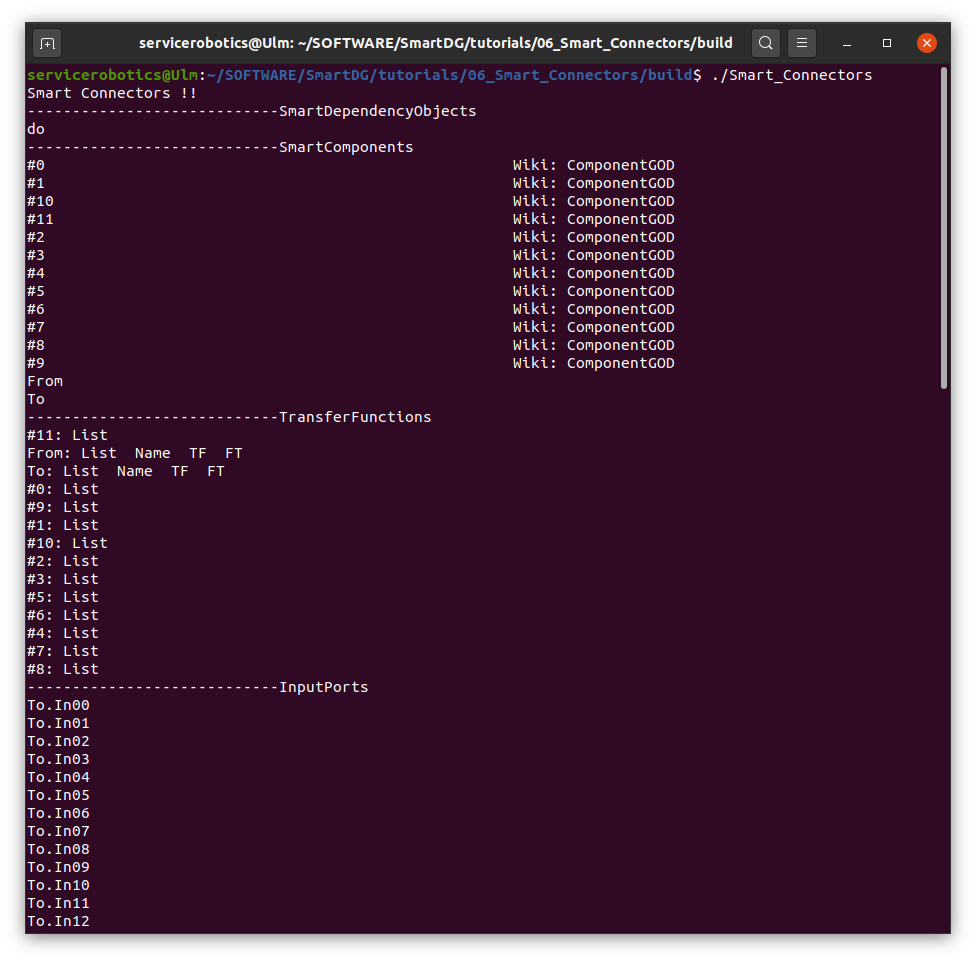 servicerobotics@Ulm: ~/SOFTWARE/SmartDG/tutorials/06_Smart_Connectors/build
servicerobotics@Ulm:~/SOFTWARE/SmartDG/tutorials/06_Smart_Connectors/build$ ./Smart_Connectors
Smart Connectors !!
----------------------------SmartDependencyObjects
do
----------------------------SmartComponents
#0 Wiki: ComponentGOD
#1 Wiki: ComponentGOD
#10 Wiki: ComponentGOD
#11 Wiki: ComponentGOD
#2 Wiki: ComponentGOD
#3 Wiki: ComponentGOD
#4 Wiki: ComponentGOD
#5 Wiki: ComponentGOD
#6 Wiki: ComponentGOD
#7 Wiki: ComponentGOD
#8 Wiki: ComponentGOD
#9 Wiki: ComponentGOD
From
To
----------------------------TransferFunctions
#11: List
From: List  Name  TF  FT
To: List  Name  TF  FT
#0: List
#9: List
#1: List
#10: List
#2: List
#3: List
#5: List
#6: List
#4: List
#7: List
#8: List
----------------------------InputPorts
To.In00
To.In01
To.In02
To.In03
To.In04
To.In05
To.In06
To.In07
To.In08
To.In09
To.In10
To.In11
To.In12